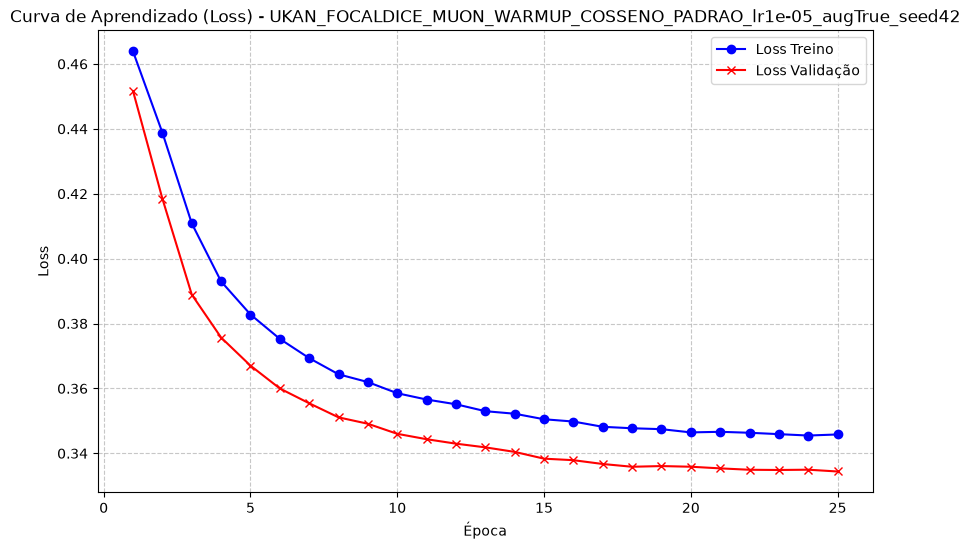 Curva de Aprendizado (Loss) - UKAN_FOCALDICE_MUON_WARMUP_COSSENO_PADRAO_lr1e-05_augTrue_seed42
Loss Treino
Loss Validação
0.46
0.44
0.42
0.40
0.38
0.36
0.34
Loss
0
5
10
15
20
25
Época